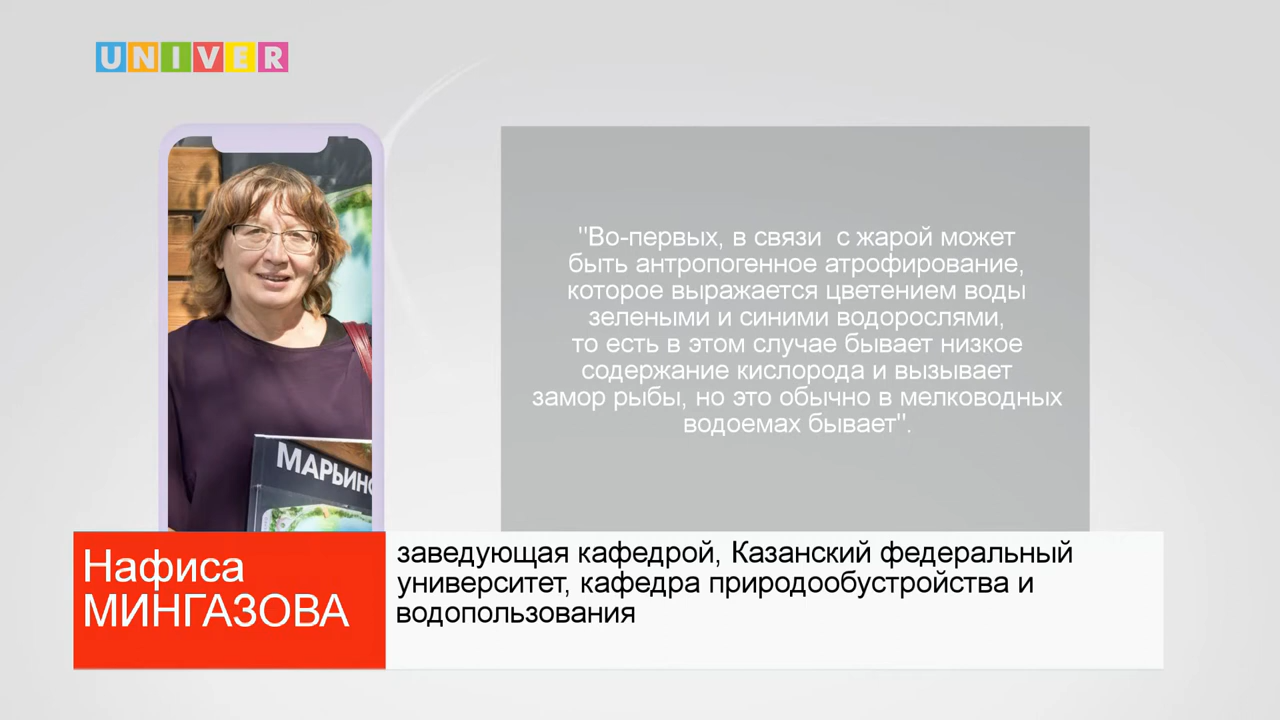 UNIVER
"Во-первых, в связи с жарой может
быть антропогенное атрофирование,
которое выражается цветением воды
зелеными и синими водорослями,
то есть в этом случае бывает низкое
содержание кислорода и вызывает
замор рыбы, но это обычно в мелководных
водоемах бывает".
МАРЬИНО
Нафиса
МИНГАЗОВА
заведующая кафедрой, Казанский федеральный
университет, кафедра природообустройства и
водопользования